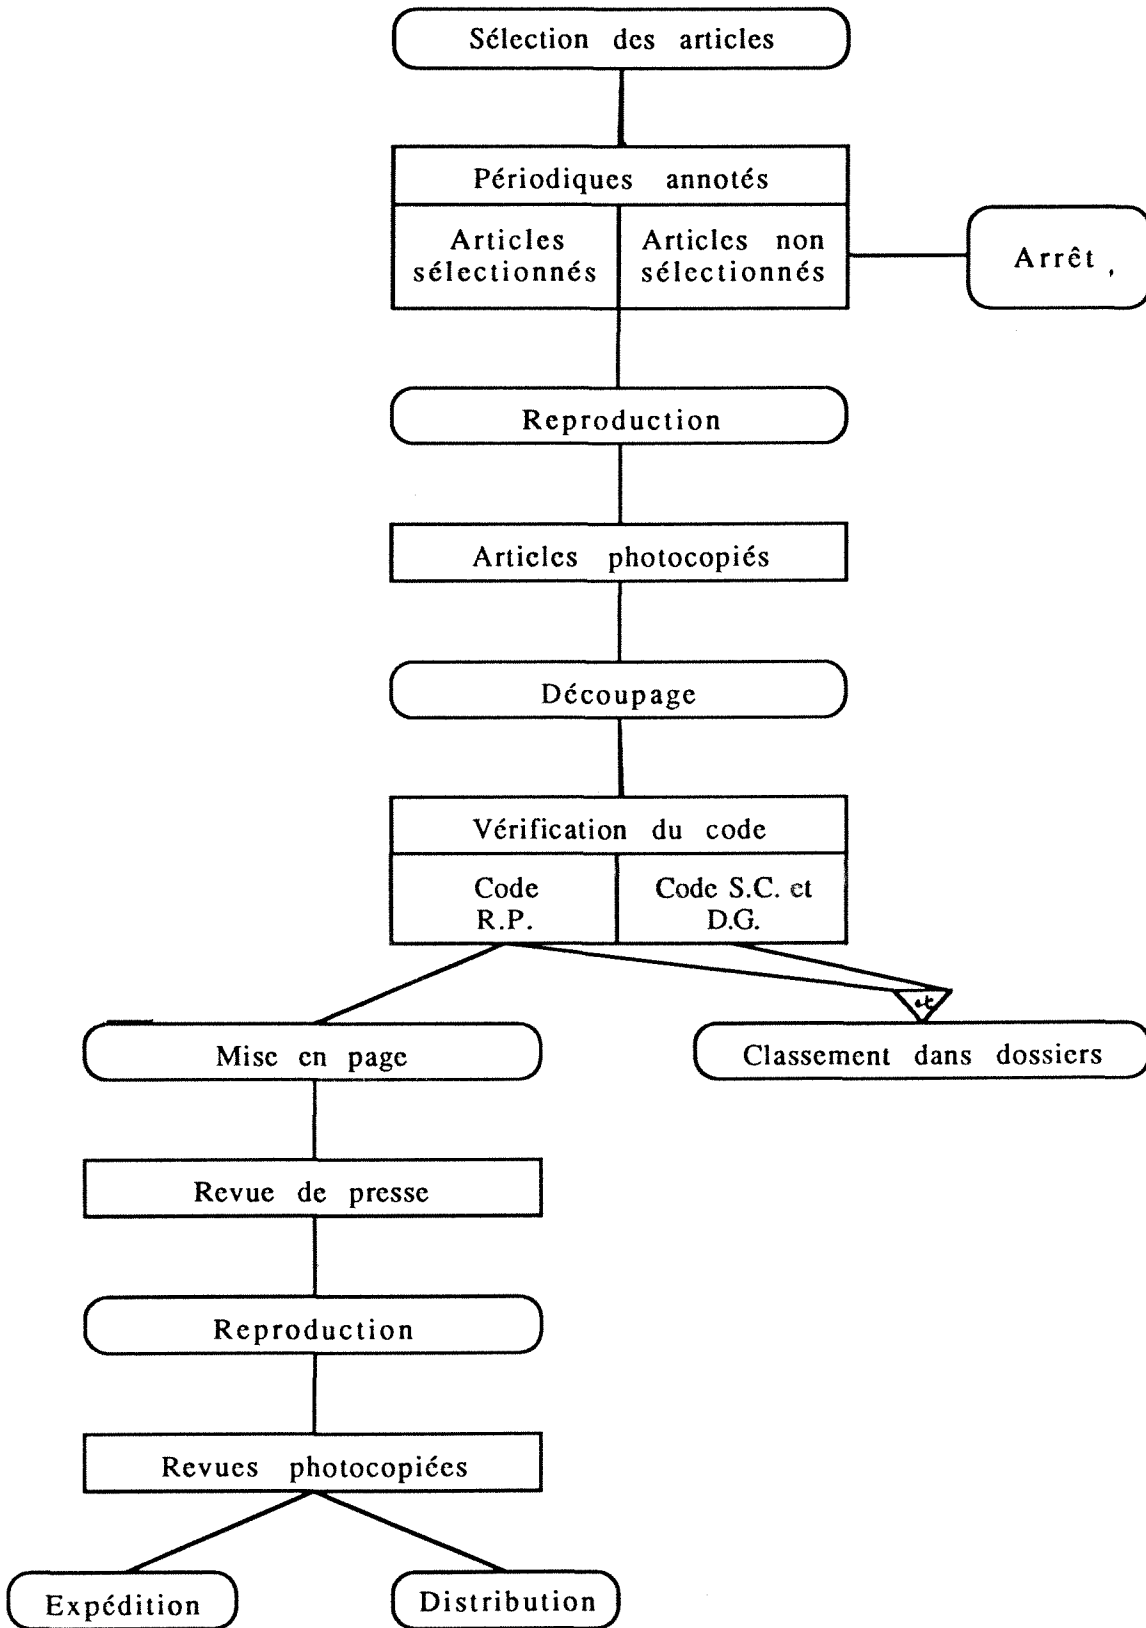 Sélection des articles
Périodiques annotés
Articles
sélectionnés
Articles non
sélectionnés
Arrêt
Reproduction
Articles photocopiés
Découpage
Vérification du code
Code
R.P.
Code S.C. et
D.G.
et
Mise en page
Classement dans dossiers
Revue de presse
Reproduction
Revues photocopiées
Expédition
Distribution